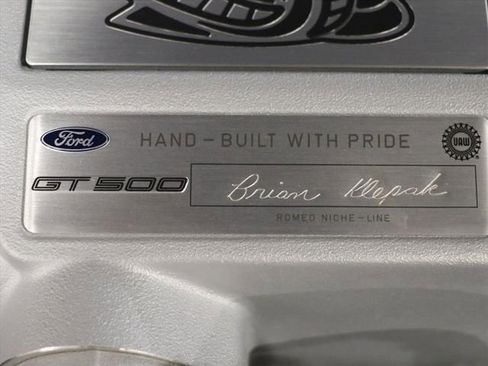 Ford HAND-BUILT WITH PRIDE UAW
GT500 Brian Klepak
ROMEO NICHE-LINE